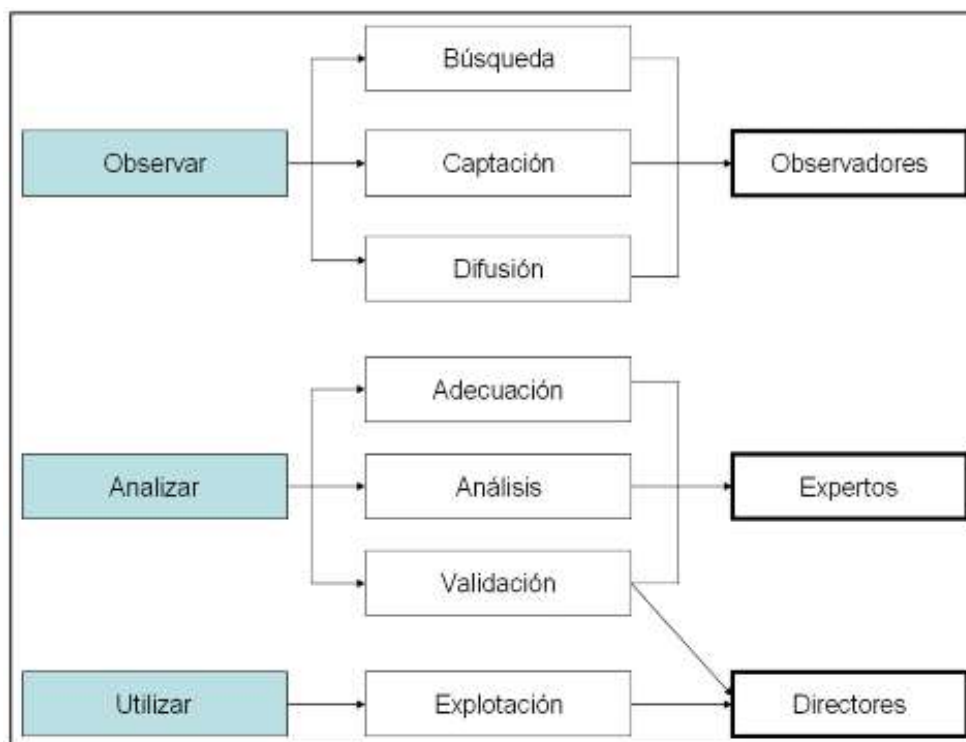 Búsqueda
Observar
Captación
Observadores
Difusión
Adecuación
Analizar
Análisis
Expertos
Validación
Utilizar
Explotación
Directores